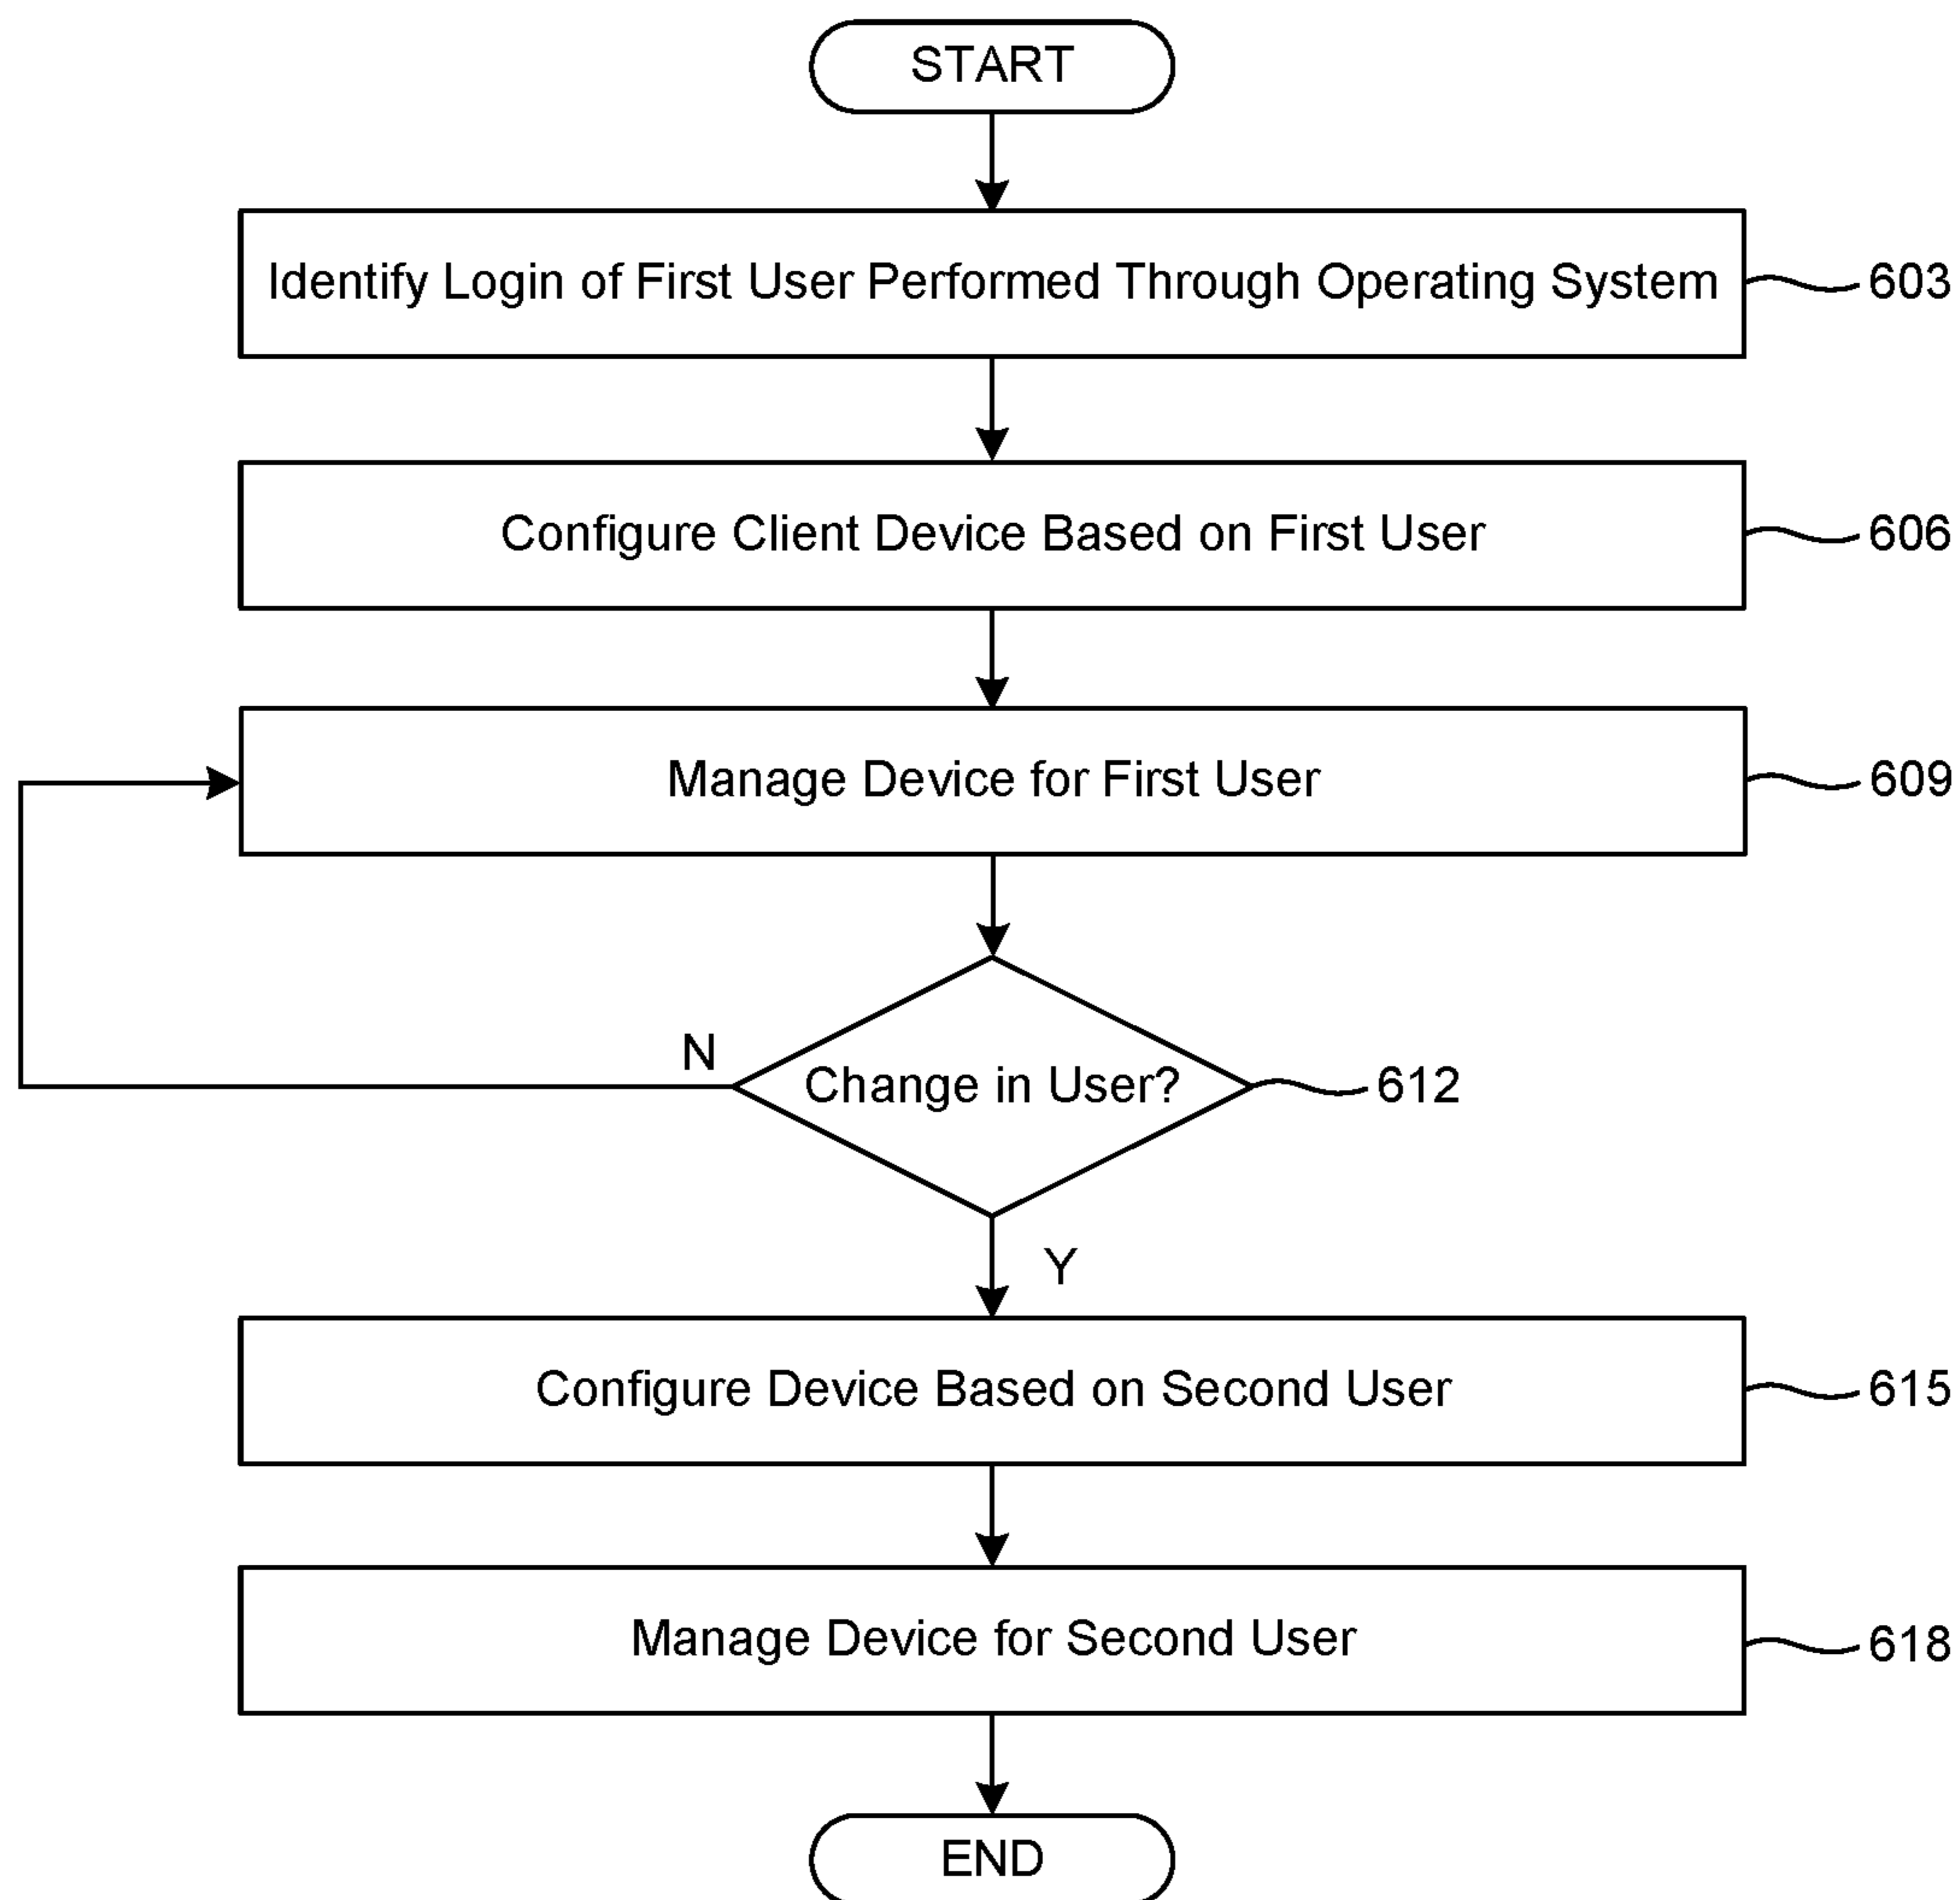 START
Identify Login of First User Performed Through Operating System
603
Configure Client Device Based on First User
606
Manage Device for First User
609
N
Change in User?
612
Y
Configure Device Based on Second User
615
Manage Device for Second User
618
END